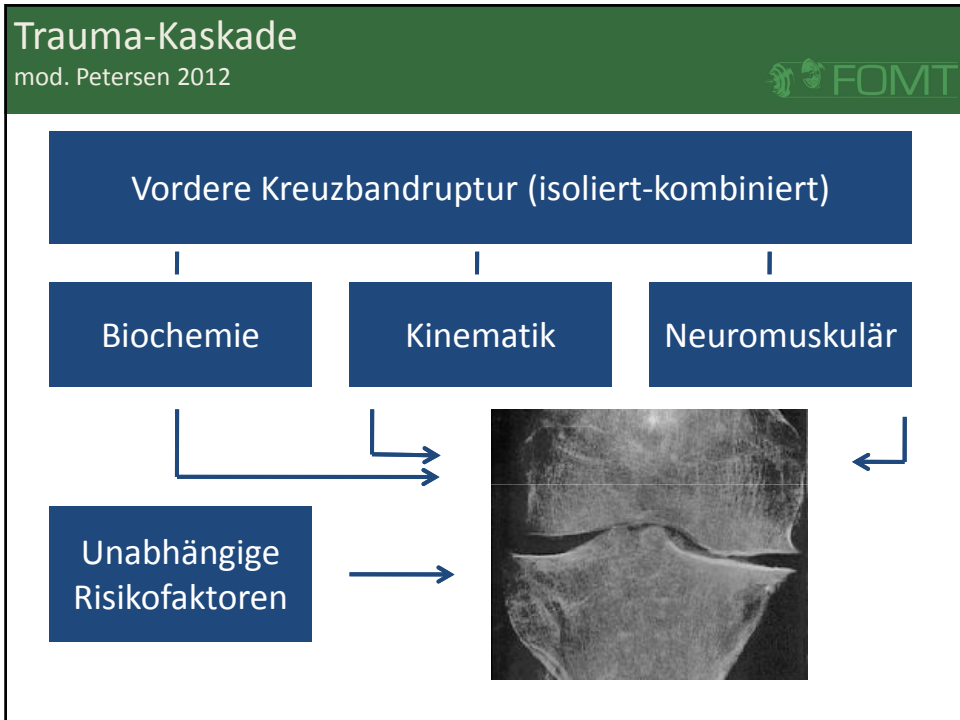 Trauma-Kaskade
mod. Petersen 2012
FOMT
Vordere Kreuzbandruptur (isoliert-kombiniert)
Biochemie
Kinematik
Neuromuskulär
Unabhängige
Risikofaktoren